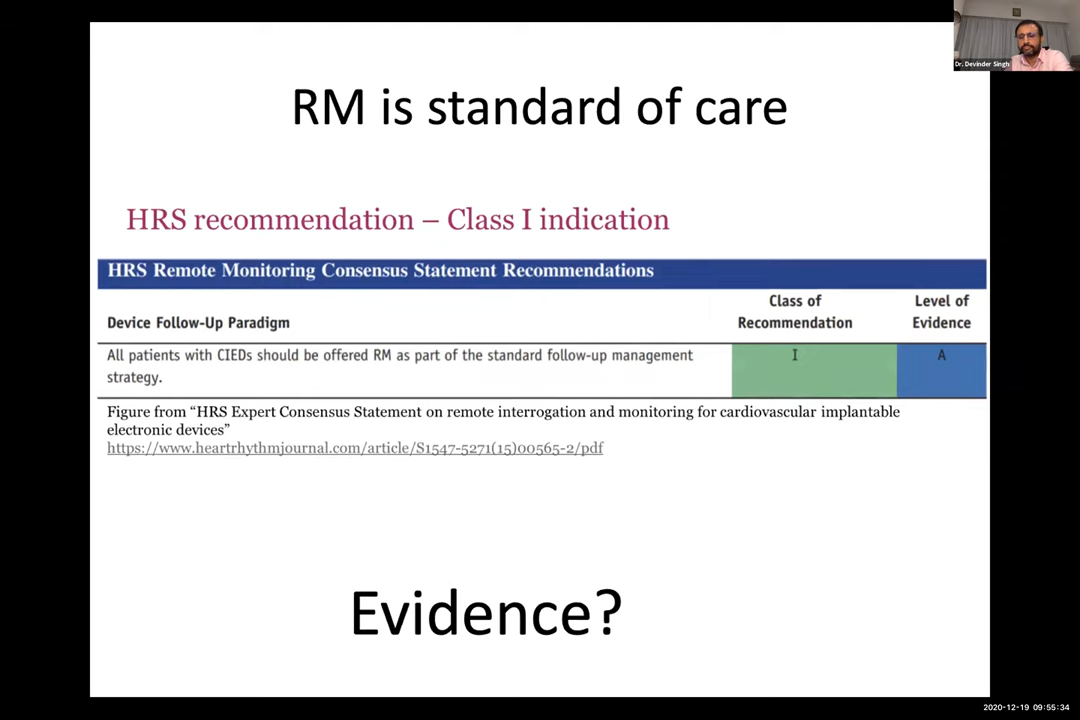 Dr. Devinder Singh
RM is standard of care
HRS recommendation – Class I indication
HRS Remote Monitoring Consensus Statement Recommendations
Device Follow-Up Paradigm
Class of
Recommendation
Level of
Evidence
All patients with CIEDs should be offered RM as part of the standard follow-up management
strategy.
I
A
Figure from “HRS Expert Consensus Statement on remote interrogation and monitoring for cardiovascular implantable
electronic devices”
https://www.heartrhythmjournal.com/article/S1547-5271(15)00565-2/pdf
Evidence?
2020-12-19 09:55:34